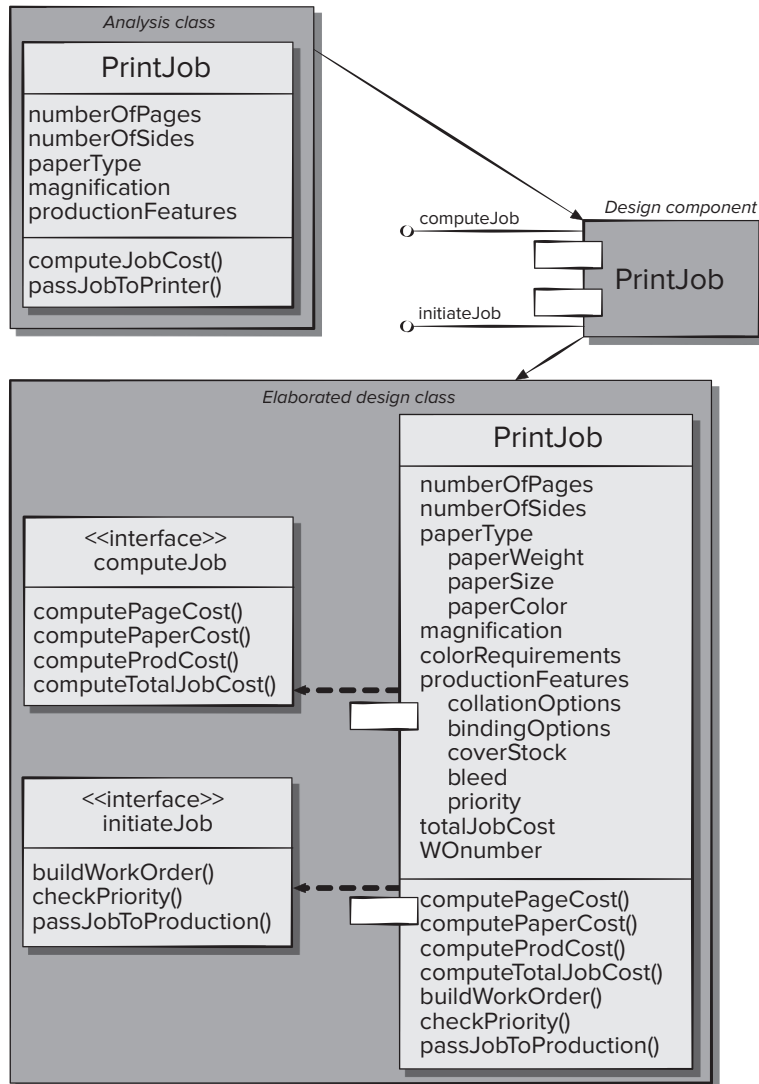 Analysis class
PrintJob
numberOfPages
numberOfSides
paperType
magnification
productionFeatures
computeJobCost()
passJobToPrinter()
computeJob
initiateJob
Design component
PrintJob
Elaborated design class
<<interface>>
computeJob
computePageCost()
computePaperCost()
computeProdCost()
computeTotalJobCost()
<<interface>>
initiateJob
buildWorkOrder()
checkPriority()
passJobToProduction()
PrintJob
numberOfPages
numberOfSides
paperType
paperWeight
paperSize
paperColor
magnification
colorRequirements
productionFeatures
collationOptions
bindingOptions
coverStock
bleed
priority
totalJobCost
WOnumber
computePageCost()
computePaperCost()
computeProdCost()
computeTotalJobCost()
buildWorkOrder()
checkPriority()
passJobToProduction()